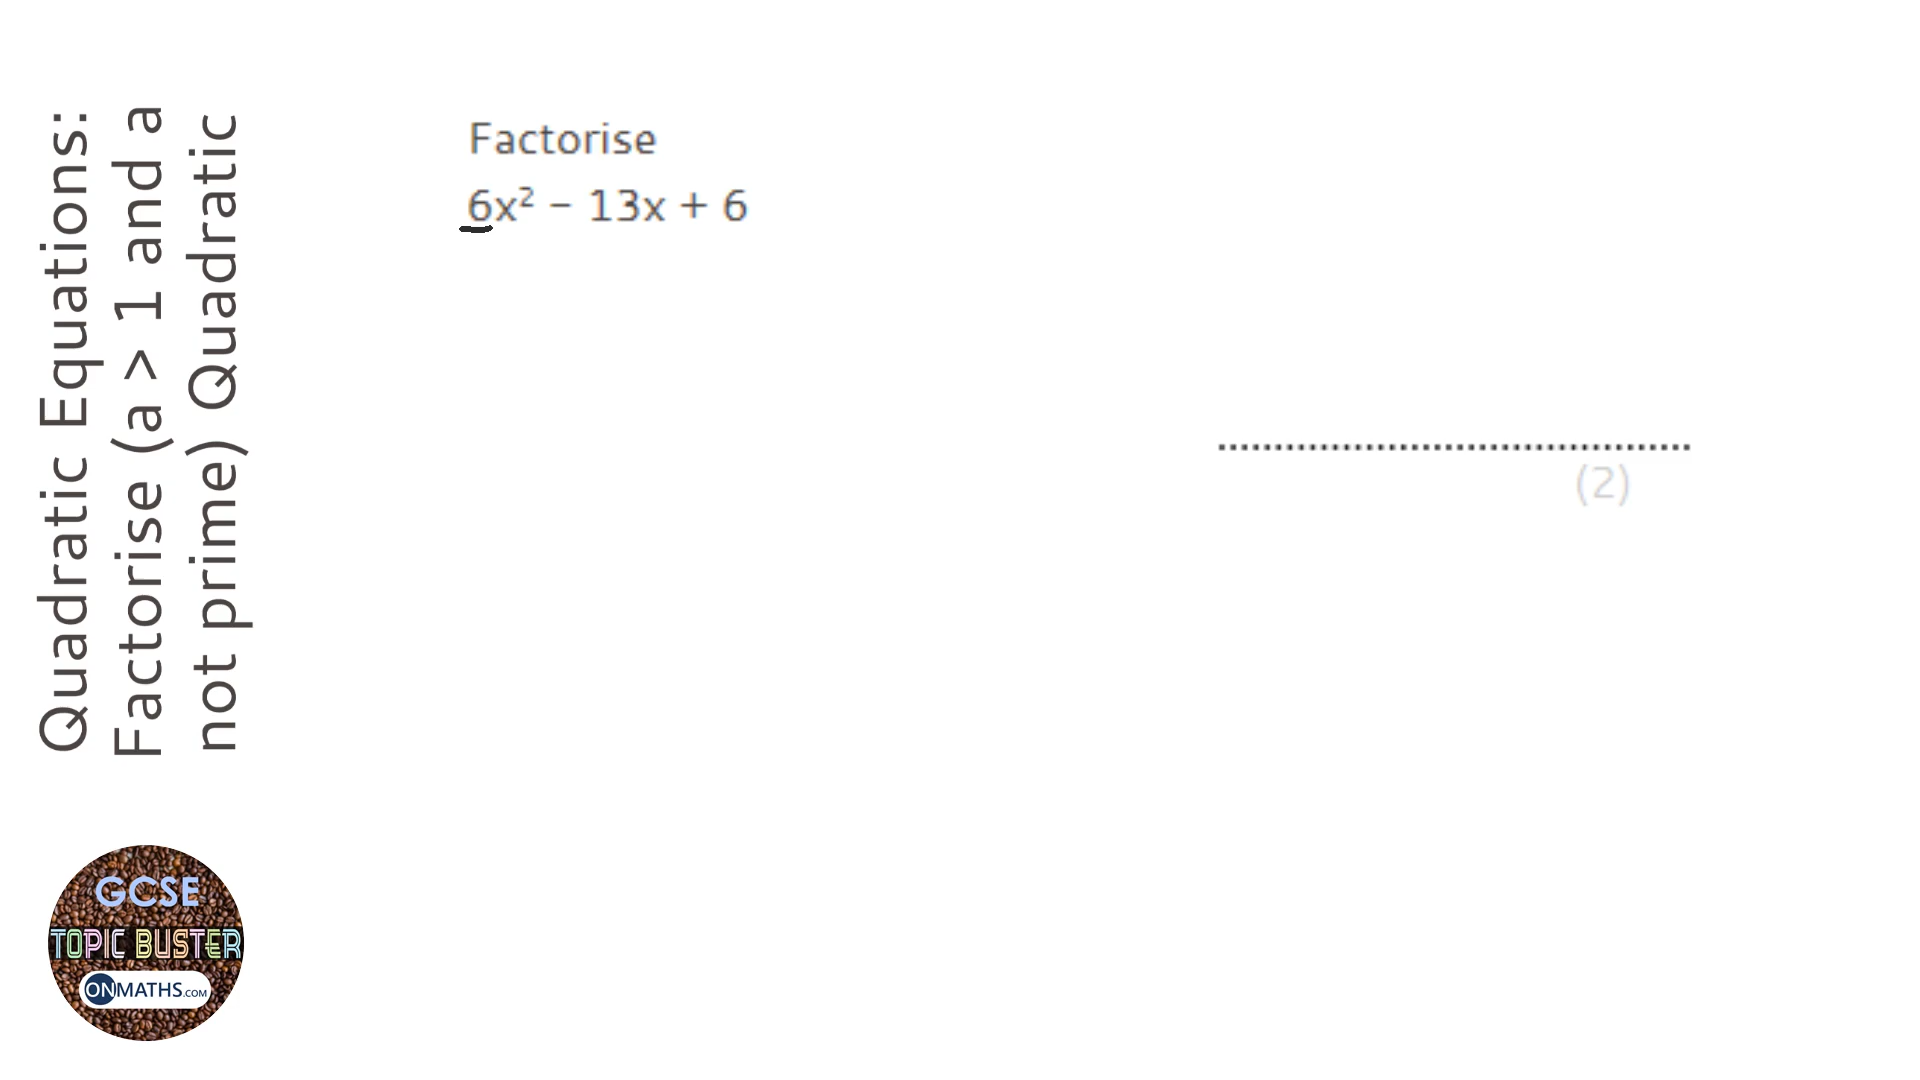 Quadratic Equations:
Factorise (a > 1 and a
not prime) Quadratic
Factorise
6x² − 13x + 6
(2)
GCSE
TOPIC BUSTER
ONMATHS.COM